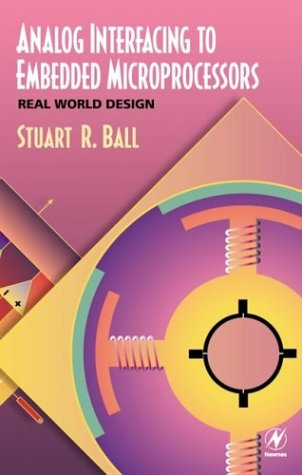 ANALOG INTERFACING TO
EMBEDDED MICROPROCESSORS
REAL WORLD DESIGN
STUART R. BALL
Newnes